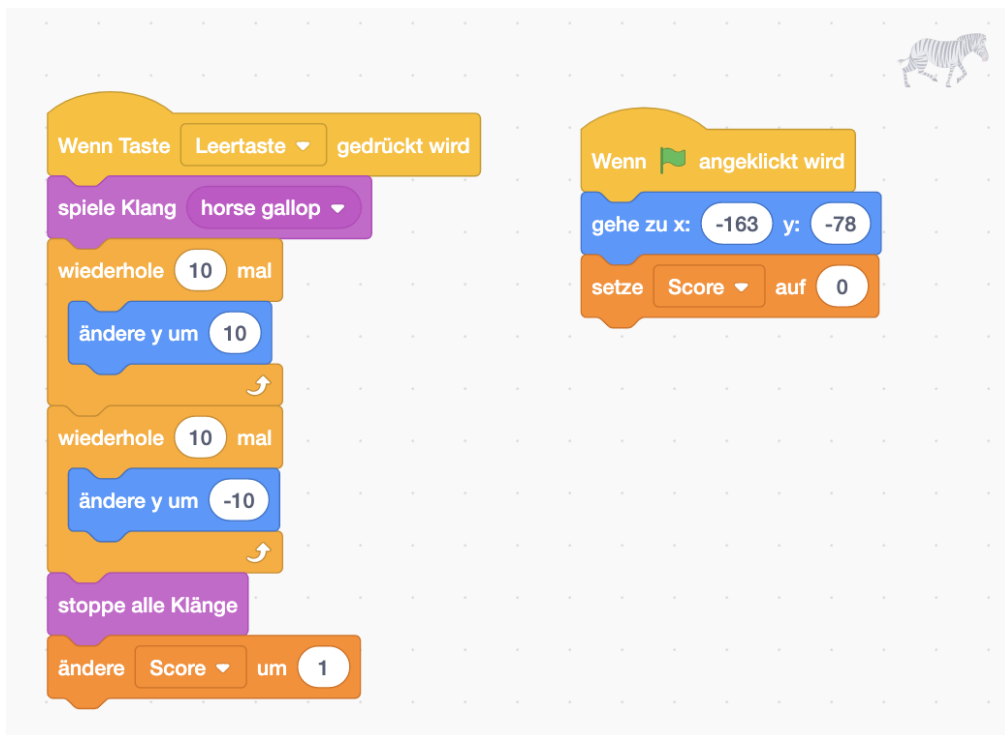 Wenn Taste Leertaste gedrückt wird
spiele Klang horse gallop
wiederhole 10 mal
ändere y um 10
wiederhole 10 mal
ändere y um -10
stoppe alle Klänge
ändere Score um 1
Wenn angeklickt wird
gehe zu x: -163 y: -78
setze Score auf 0